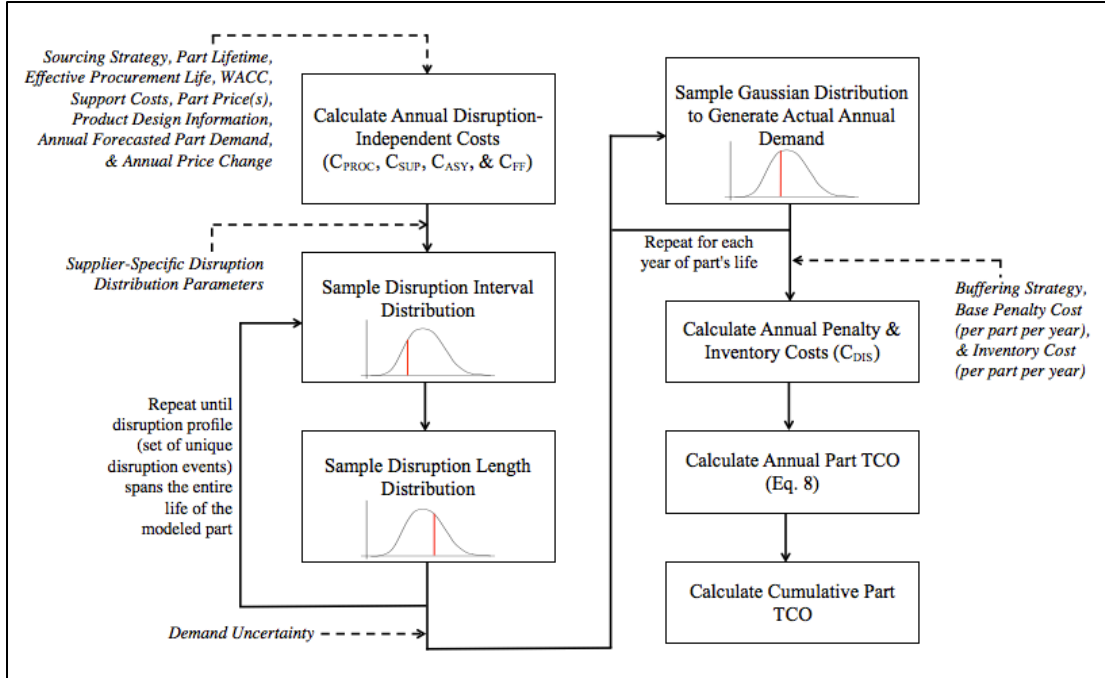 Sourcing Strategy, Part Lifetime,
Effective Procurement Life, WACC,
Support Costs, Part Price(s),
Product Design Information,
Annual Forecasted Part Demand,
& Annual Price Change
Calculate Annual Disruption-
Independent Costs
(CPROC, CSUP, CASY, & CFF)
Supplier-Specific Disruption
Distribution Parameters
Sample Disruption Interval
Distribution
Repeat until
disruption profile
(set of unique
disruption events)
spans the entire
life of the
modeled part
Sample Disruption Length
Distribution
Demand Uncertainty
Sample Gaussian Distribution
to Generate Actual Annual
Demand
Repeat for each
year of part's life
Buffering Strategy,
Base Penalty Cost
(per part per year),
& Inventory Cost
(per part per year)
Calculate Annual Penalty &
Inventory Costs (CDIS)
Calculate Annual Part TCO
(Eq. 8)
Calculate Cumulative Part
TCO